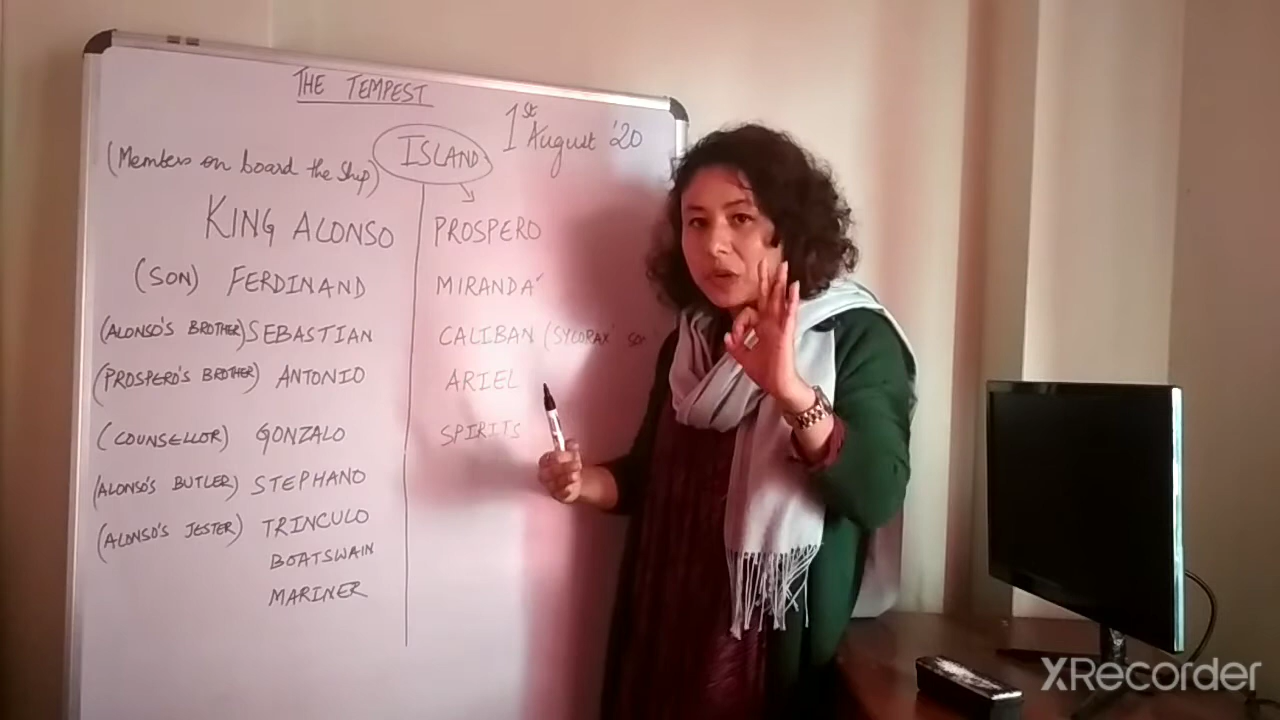 THE TEMPEST
1st August '20
(Members on board the ship)
ISLAND
KING ALONSO
(SON) FERDINAND
(ALONSO'S BROTHER) SEBASTIAN
(PROSPERO'S BROTHER) ANTONIO
(COUNSELLOR) GONZALO
(ALONSO'S BUTLER) STEPHANO
(ALONSO'S JESTER) TRINCULO
BOATSWAIN
MARINER
PROSPERO
MIRANDA
CALIBAN (SYCORAX' so
ARIEL
SPIRITS
XRecorder